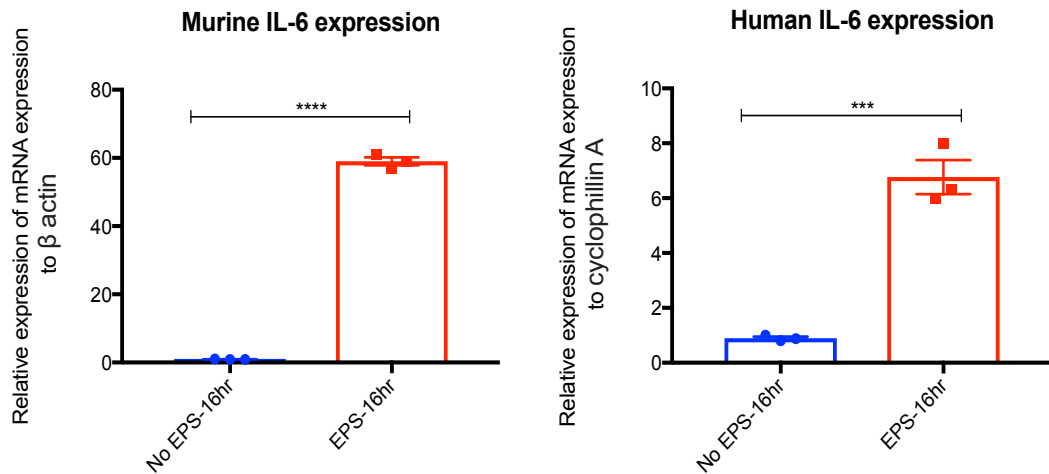 Murine IL-6 expression
Relative expression of mRNA expression
to β actin
80
60
40
20
0
****
No EPS-16hr
EPS-16hr
Human IL-6 expression
Relative expression of mRNA expression
to cyclophillin A
10
8
6
4
2
0
***
No EPS-16hr
EPS-16hr